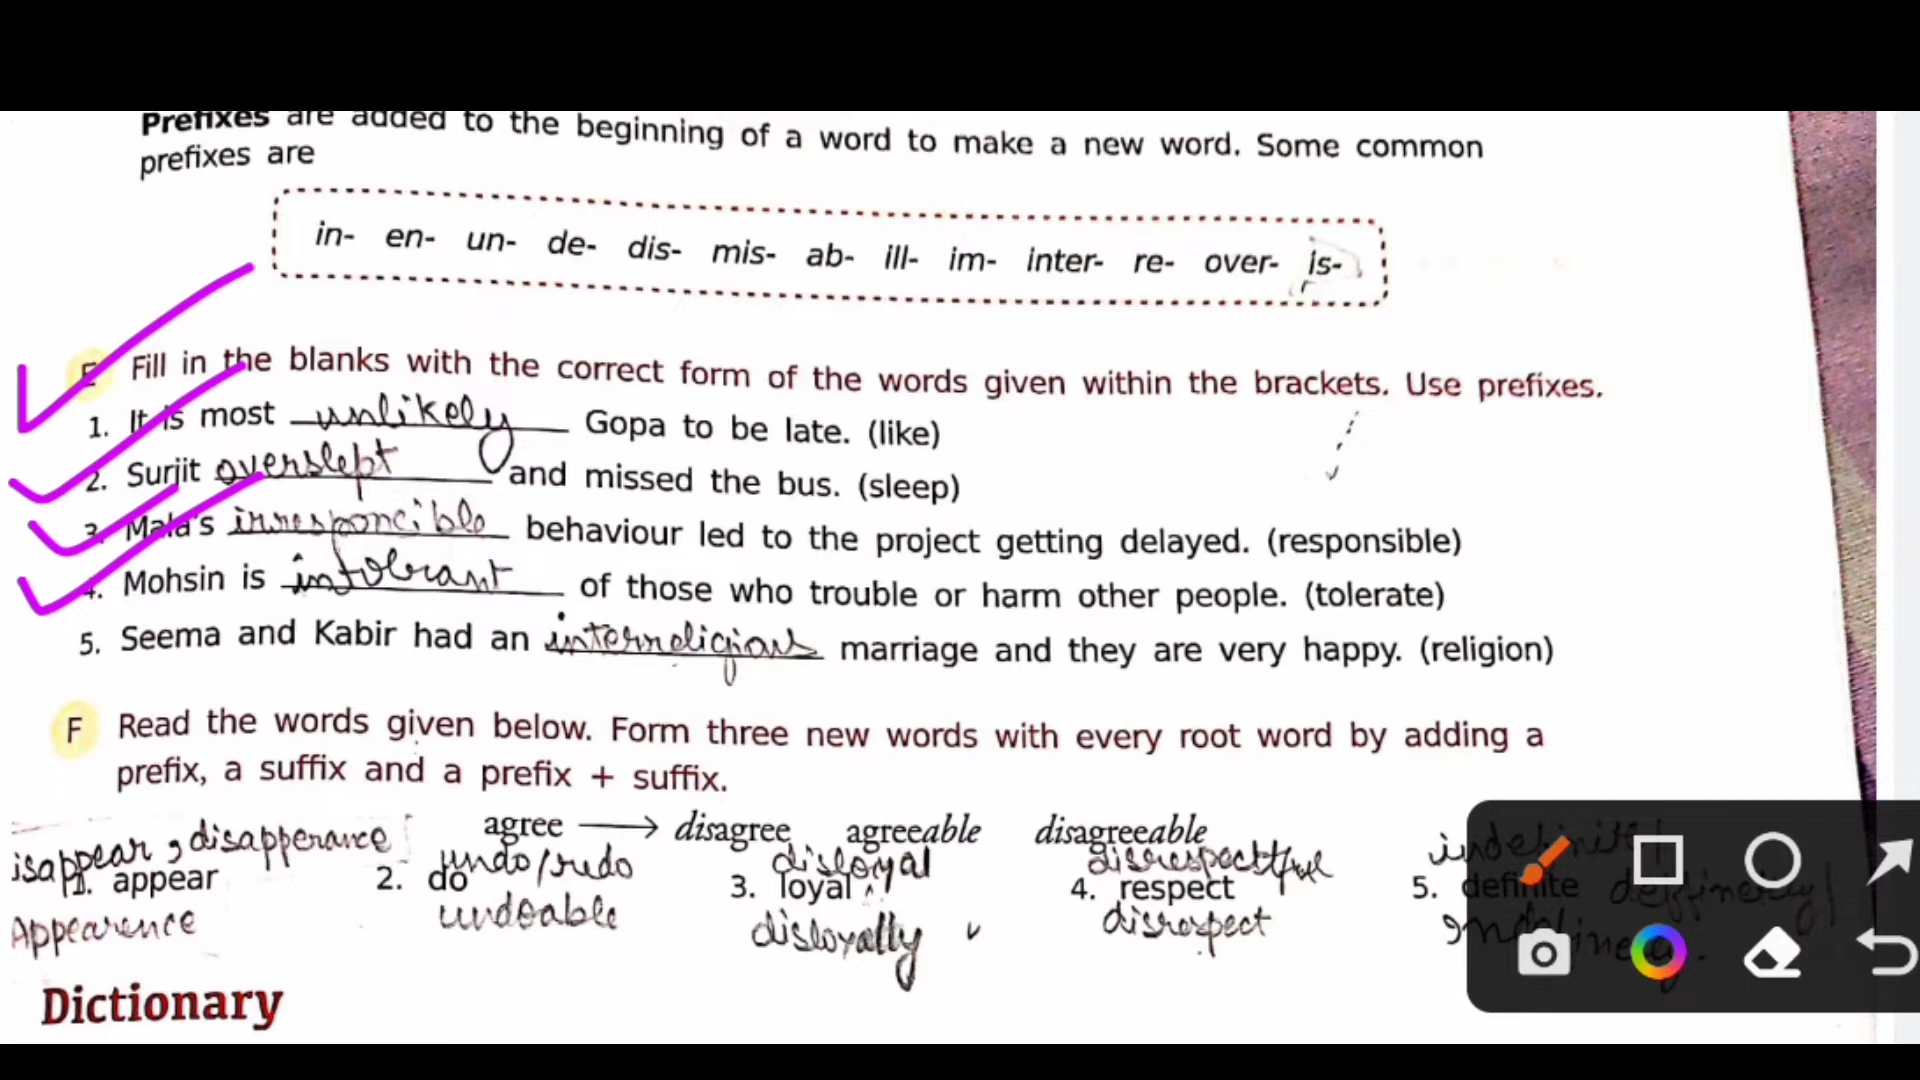 Prefixes are added to the beginning of a word to make a new word. Some common
prefixes are
in- en- un- de- dis- mis- ab- ill- im- inter- re- over- is-
E Fill in the blanks with the correct form of the words given within the brackets. Use prefixes.
1. It is most unlikely Gopa to be late. (like)
2. Surjit overslept and missed the bus. (sleep)
3. Mala's irresponcible behaviour led to the project getting delayed. (responsible)
4. Mohsin is intolerant of those who trouble or harm other people. (tolerate)
5. Seema and Kabir had an interreligious marriage and they are very happy. (religion)
F Read the words given below. Form three new words with every root word by adding a
prefix, a suffix and a prefix + suffix.
agree → disagree agreeable disagreeable
isappear, disapperance undo/redo disloyal disrespectful
1. appear 2. do 3. loyal 4. respect 5. definite
Appearence undoable disloyally disrespect
Dictionary